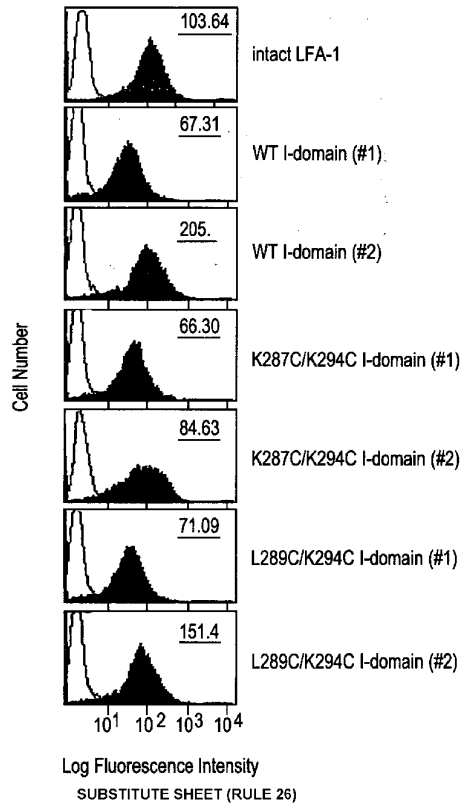 103.64
intact LFA-1
67.31
WT I-domain (#1)
205.
WT I-domain (#2)
66.30
K287C/K294C I-domain (#1)
84.63
K287C/K294C I-domain (#2)
71.09
L289C/K294C I-domain (#1)
151.4
L289C/K294C I-domain (#2)
Cell Number
10¹ 10² 10³ 10⁴
Log Fluorescence Intensity
SUBSTITUTE SHEET (RULE 26)